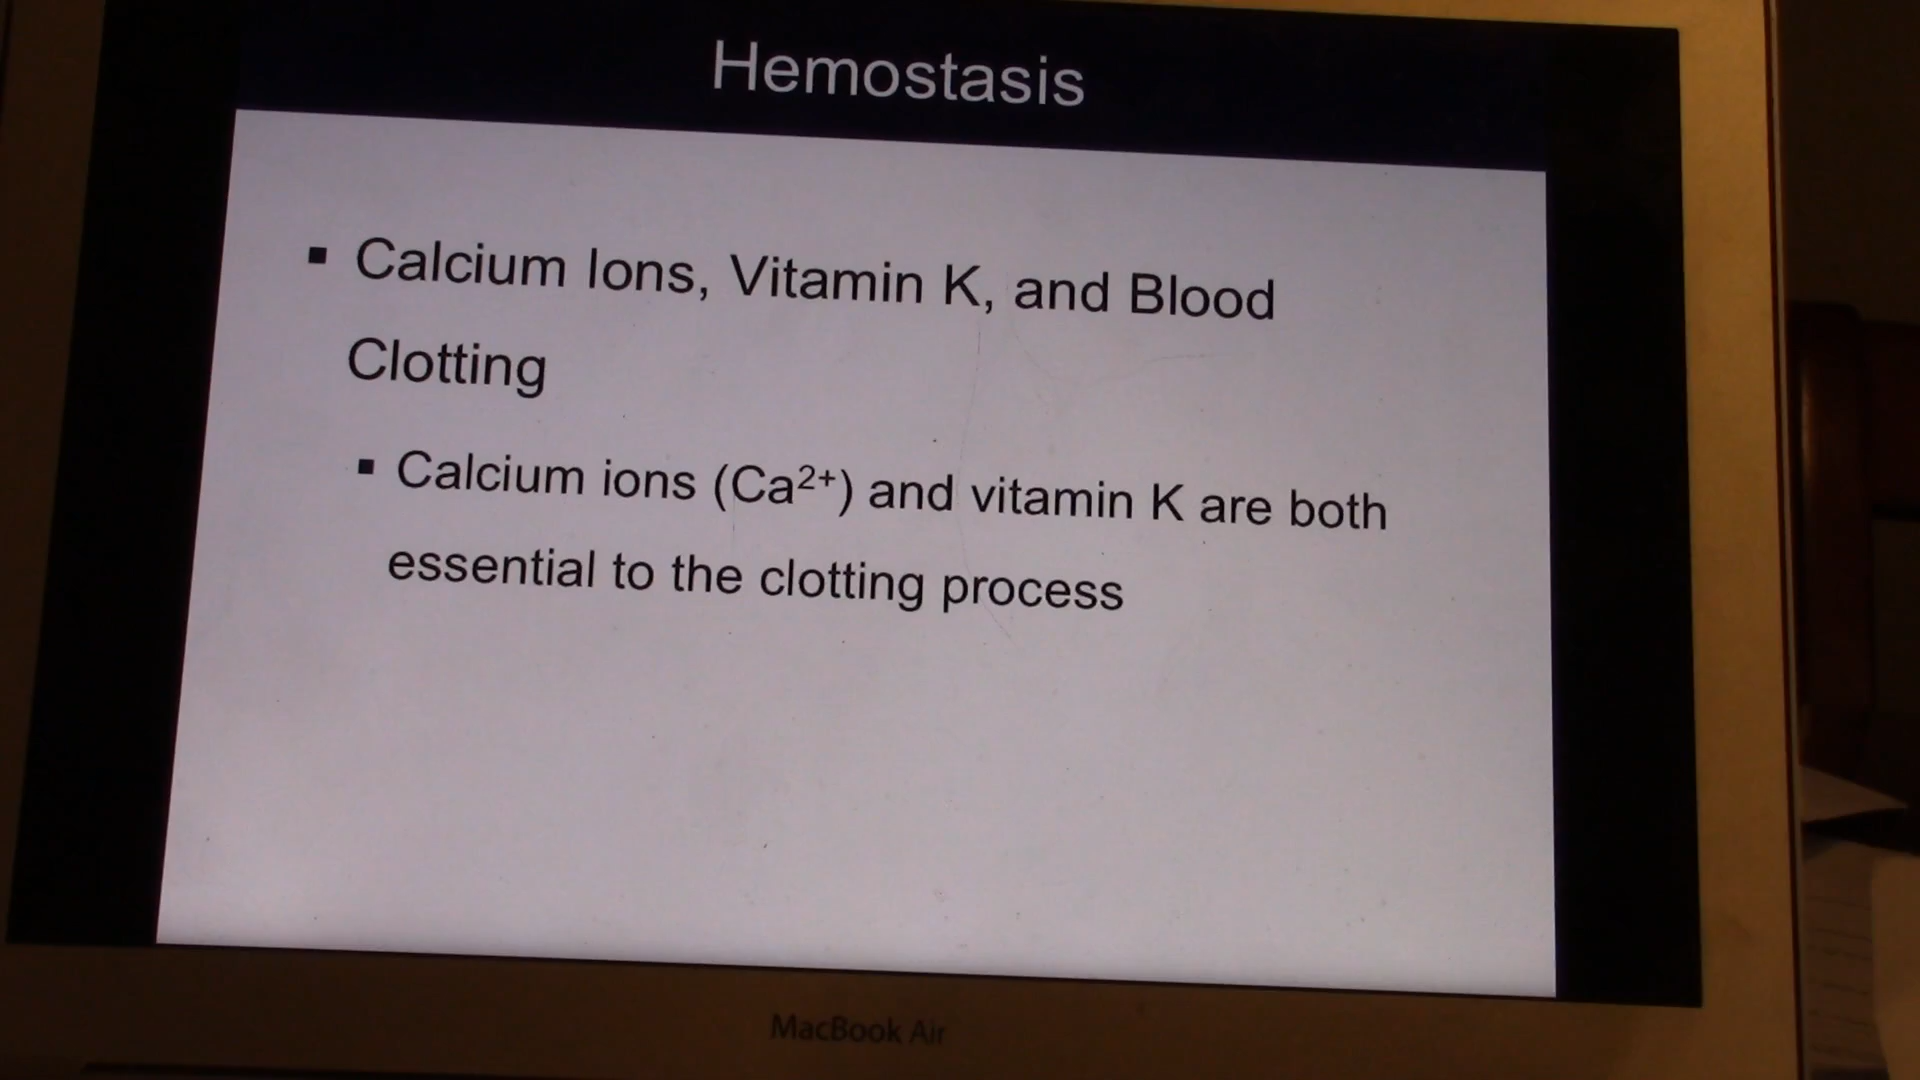 Hemostasis
▪ Calcium Ions, Vitamin K, and Blood
Clotting
▪ Calcium ions (Ca²⁺) and vitamin K are both
essential to the clotting process
MacBook Air